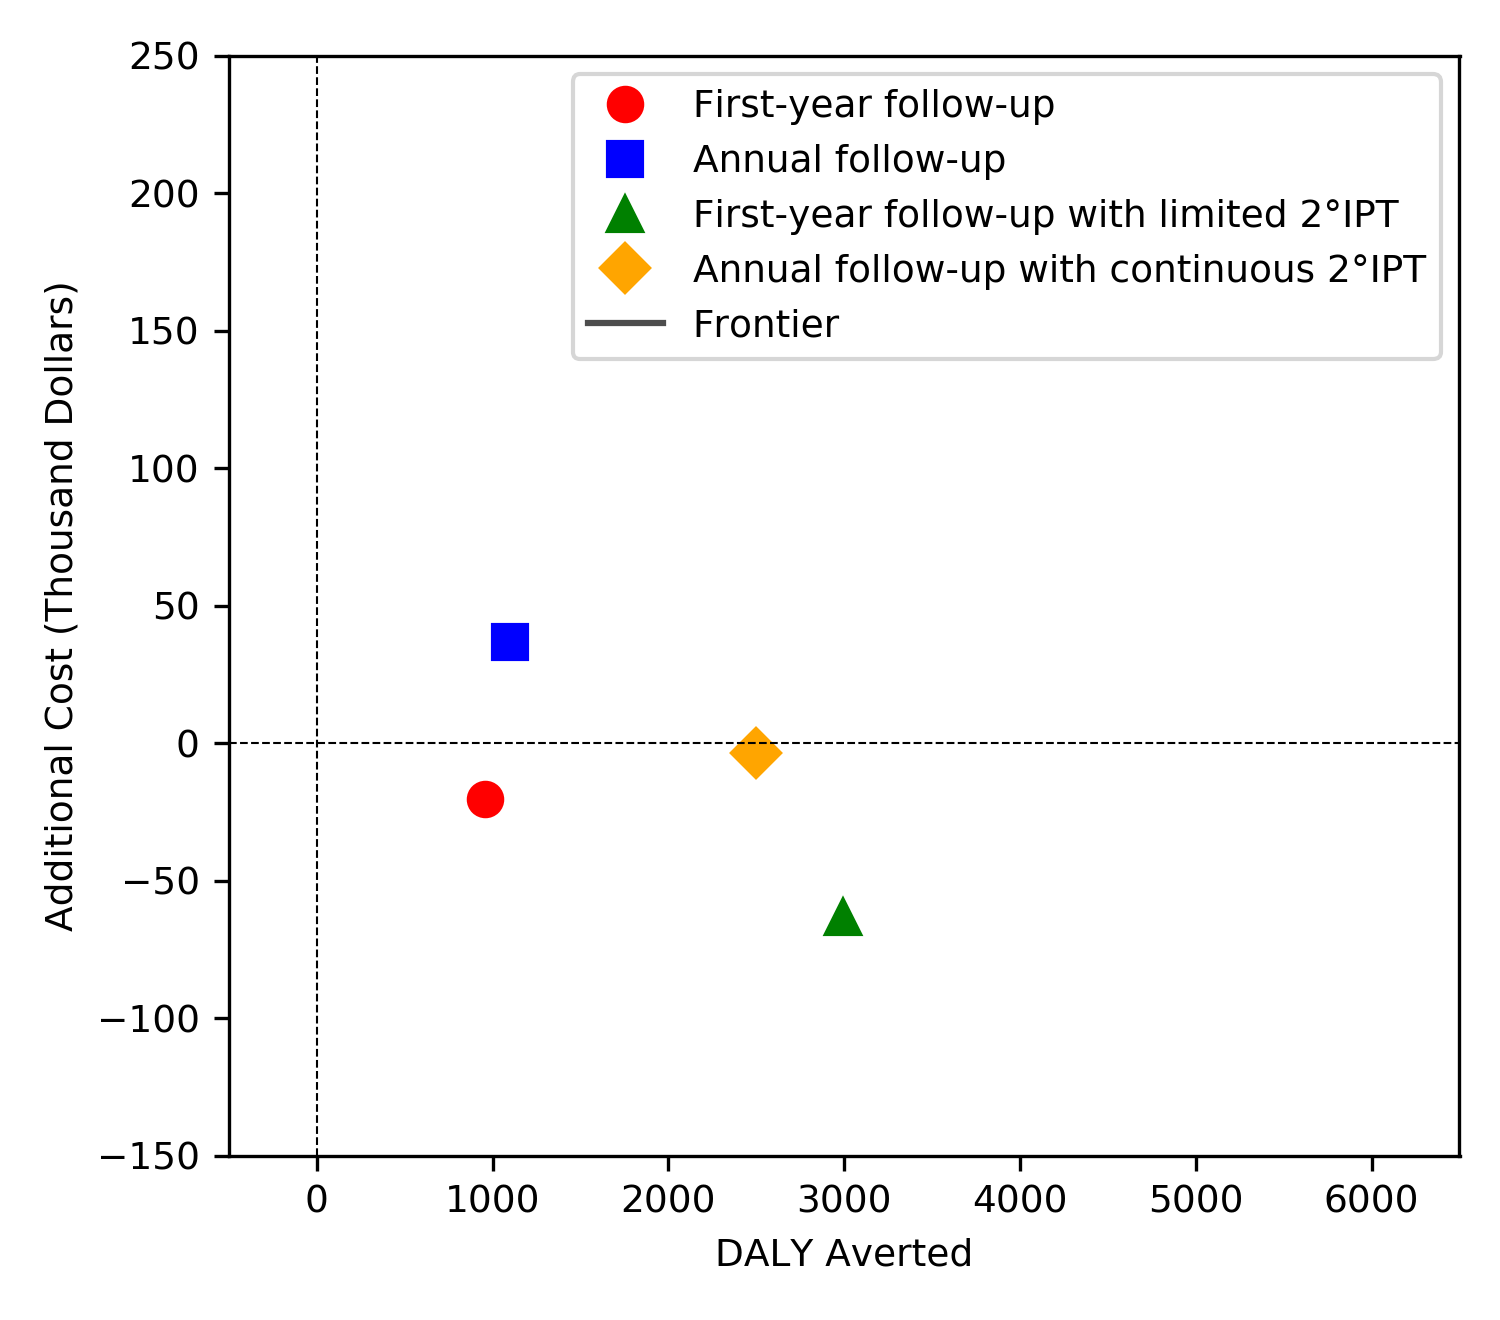 250
200
150
100
50
0
−50
−100
−150
Additional Cost (Thousand Dollars)
First-year follow-up
Annual follow-up
First-year follow-up with limited 2°IPT
Annual follow-up with continuous 2°IPT
Frontier
0 1000 2000 3000 4000 5000 6000
DALY Averted